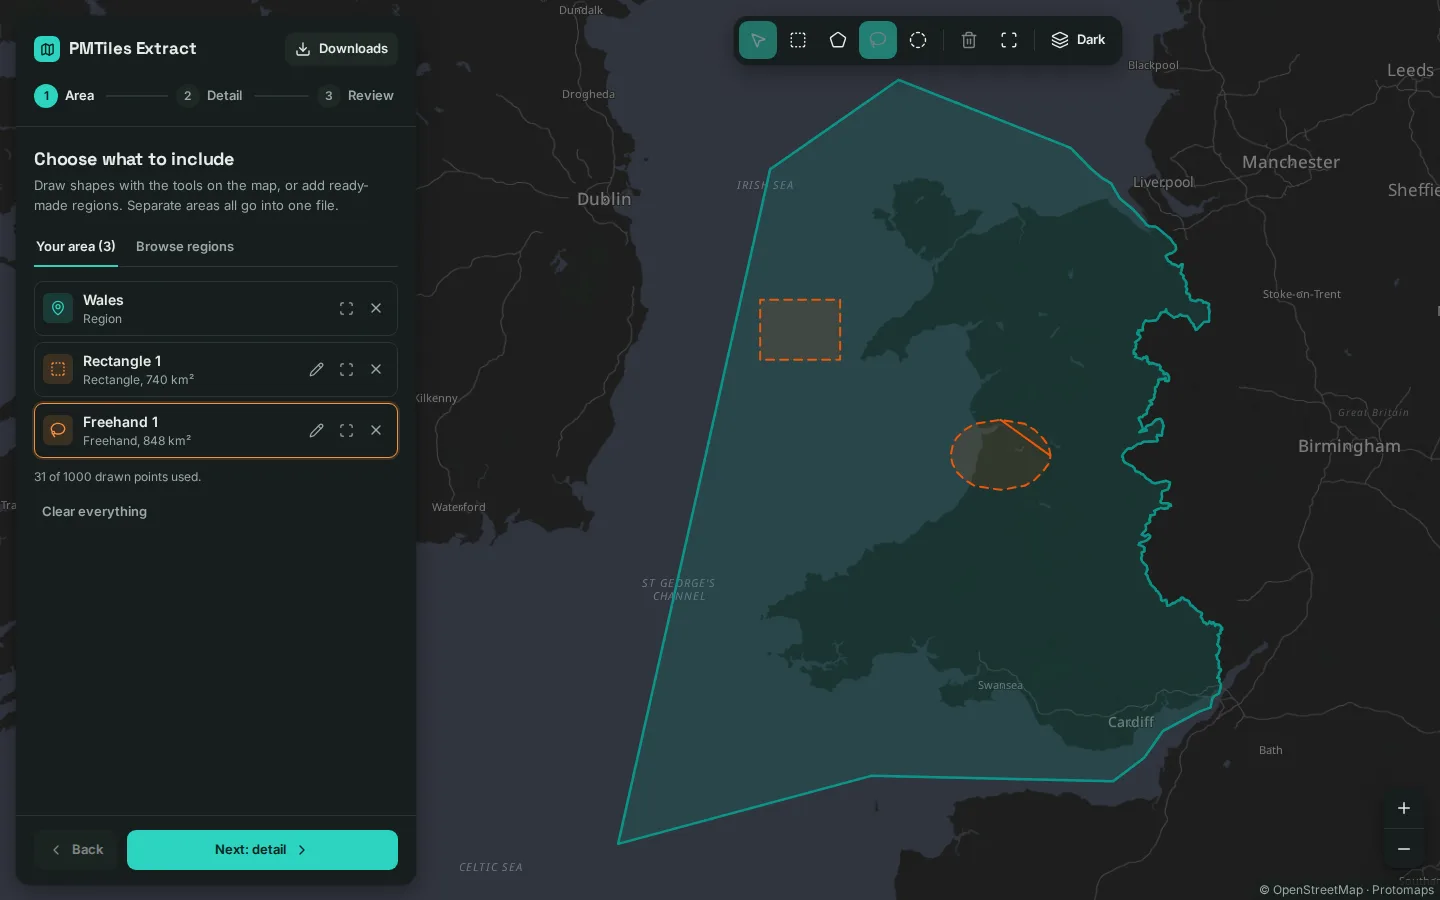 PMTiles Extract
Downloads
1 Area
2 Detail
3 Review
Choose what to include
Draw shapes with the tools on the map, or add ready-
made regions. Separate areas all go into one file.
Your area (3)
Browse regions
Wales
Region
Rectangle 1
Rectangle, 740 km²
Freehand 1
Freehand, 848 km²
31 of 1000 drawn points used.
Clear everything
Back
Next: detail
Dark
Dundalk
Blackpool
Leeds
Drogheda
Manchester
Liverpool
IRISH SEA
Dublin
Stoke-on-Trent
Kilkenny
Great Britain
Birmingham
Waterford
ST GEORGE'S
CHANNEL
Swansea
Cardiff
Bath
CELTIC SEA
+
−
© OpenStreetMap · Protomaps